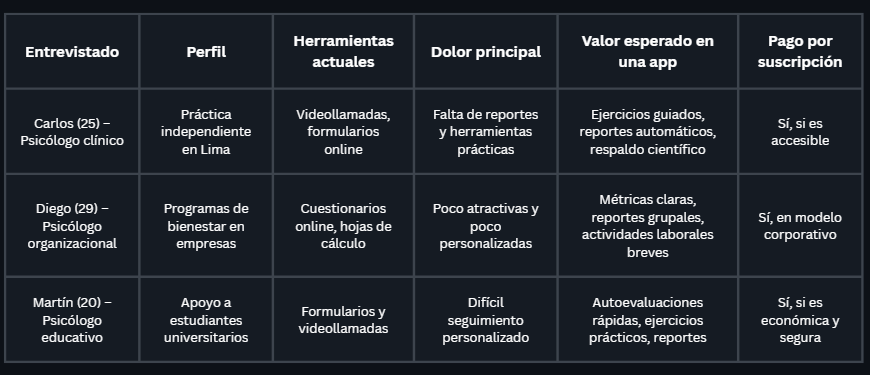 Entrevistado
Perfil
Herramientas
actuales
Dolor principal
Valor esperado en
una app
Pago por
suscripción
Carlos (25) –
Psicólogo clínico
Práctica
independiente
en Lima
Videollamadas,
formularios
online
Falta de reportes
y herramientas
prácticas
Ejercicios guiados,
reportes automáticos,
respaldo científico
Sí, si es
accesible
Diego (29) –
Psicólogo
organizacional
Programas de
bienestar en
empresas
Cuestionarios
online, hojas de
cálculo
Poco atractivas y
poco
personalizadas
Métricas claras,
reportes grupales,
actividades laborales
breves
Sí, en modelo
corporativo
Martín (20) –
Psicólogo
educativo
Apoyo a
estudiantes
universitarios
Formularios y
videollamadas
Difícil
seguimiento
personalizado
Autoevaluaciones
rápidas, ejercicios
prácticos, reportes
Sí, si es
económica y
segura